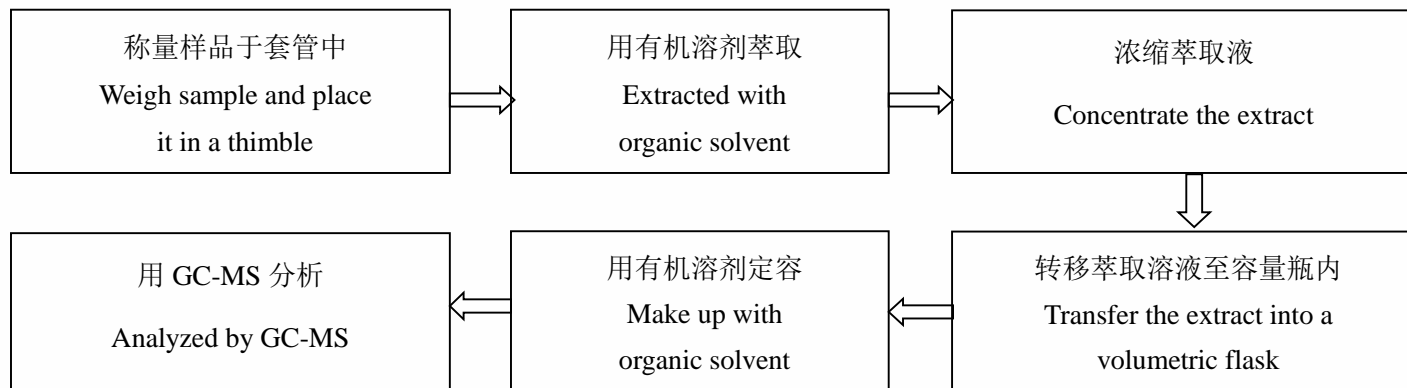 称量样品于套管中
Weigh sample and place
it in a thimble
用有机溶剂萃取
Extracted with
organic solvent
浓缩萃取液
Concentrate the extract
转移萃取溶液至容量瓶内
Transfer the extract into a
volumetric flask
用有机溶剂定容
Make up with
organic solvent
用 GC-MS 分析
Analyzed by GC-MS